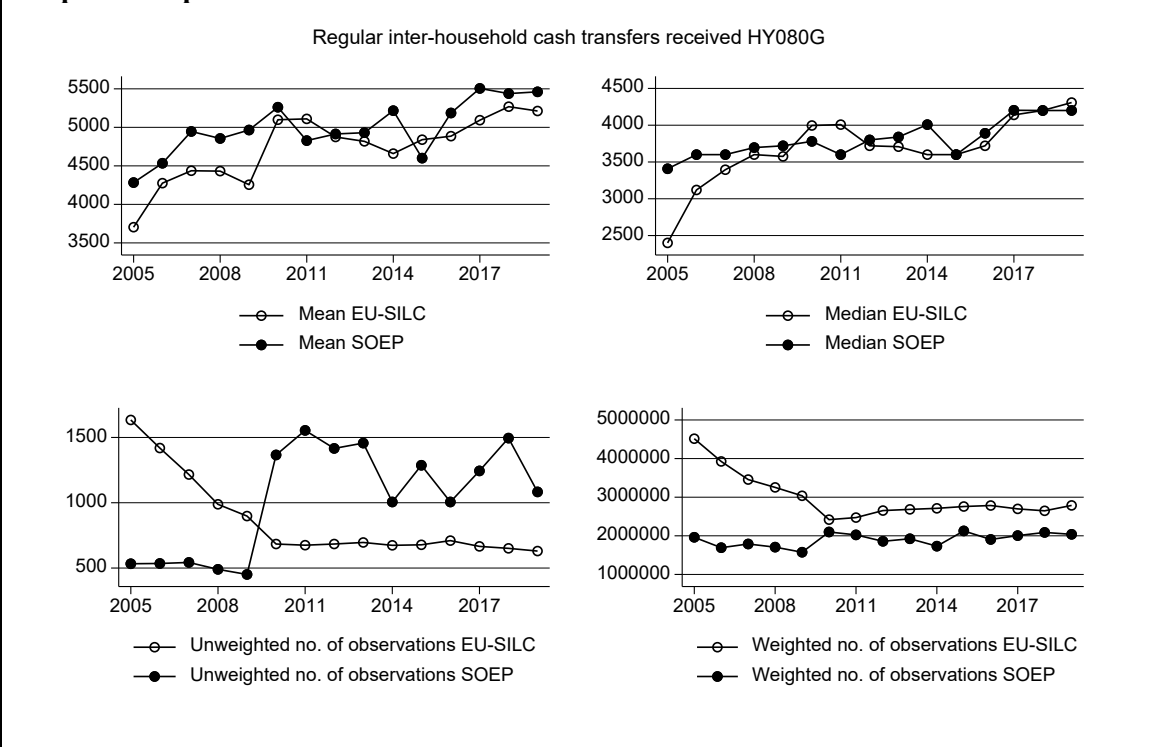 Regular inter-household cash transfers received HY080G
5500
5000
4500
4000
3500
2005 2008 2011 2014 2017
Mean EU-SILC
Mean SOEP
4500
4000
3500
3000
2500
2005 2008 2011 2014 2017
Median EU-SILC
Median SOEP
1500
1000
500
2005 2008 2011 2014 2017
Unweighted no. of observations EU-SILC
Unweighted no. of observations SOEP
5000000
4000000
3000000
2000000
1000000
2005 2008 2011 2014 2017
Weighted no. of observations EU-SILC
Weighted no. of observations SOEP